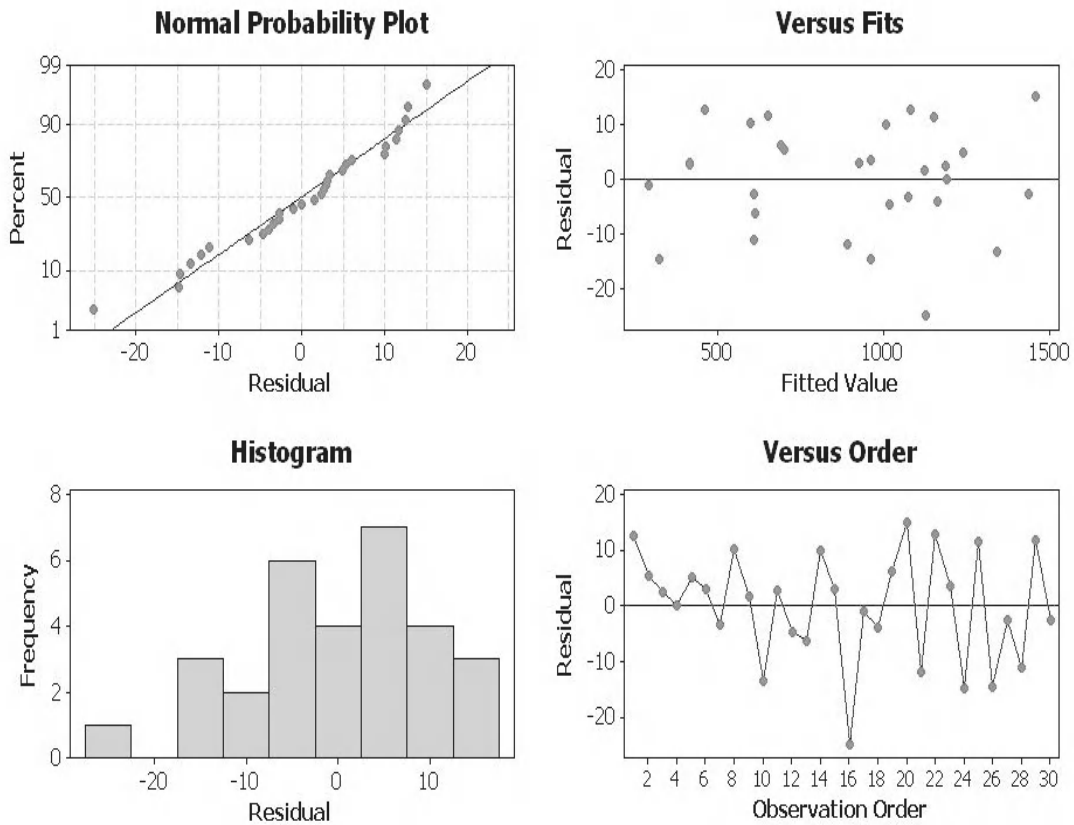 Normal Probability Plot
99
90
50
10
1
Percent
-20
-10
0
10
20
Residual
Versus Fits
20
10
0
-10
-20
Residual
500
1000
1500
Fitted Value
Histogram
8
6
4
2
0
Frequency
-20
-10
0
10
Residual
Versus Order
20
10
0
-10
-20
Residual
2 4 6 8 10 12 14 16 18 20 22 24 26 28 30
Observation Order